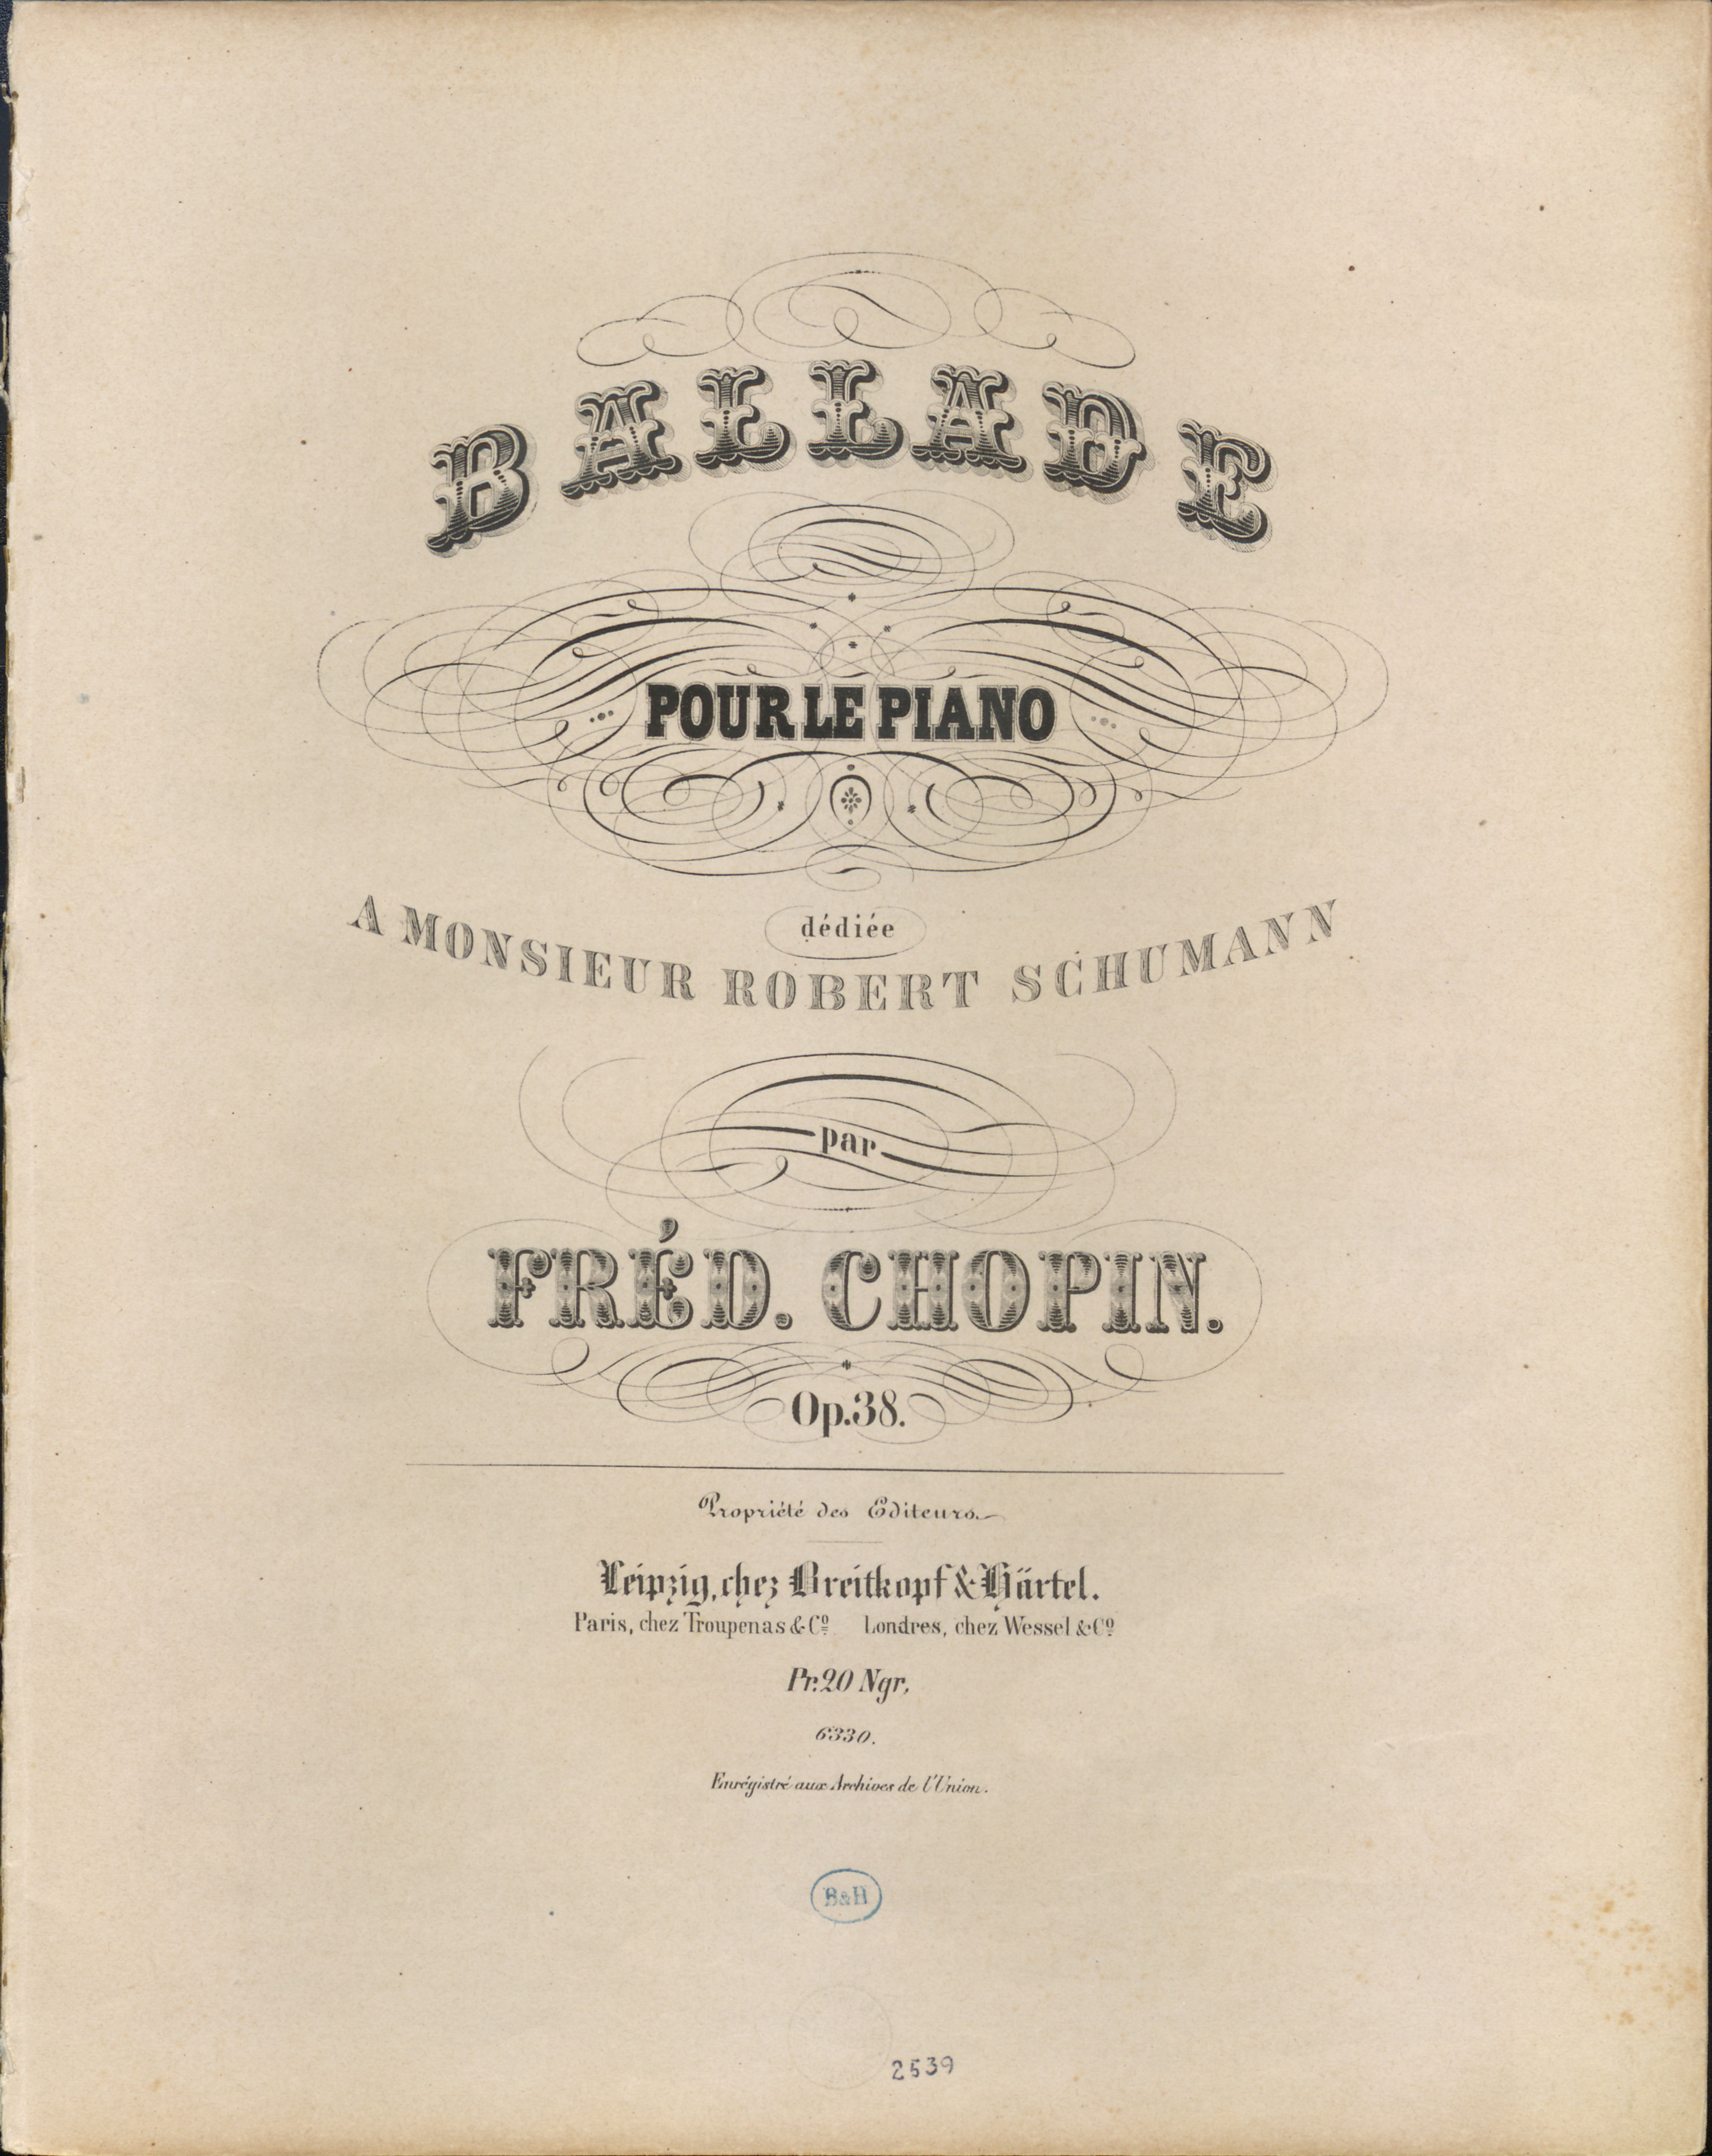 BALLADE
POUR LE PIANO
dédiée
A MONSIEUR ROBERT SCHUMANN
par
FRÉD. CHOPIN.
Op.38.
Propriété des Editeurs.
Leipzig, chez Breitkopf & Härtel.
Paris, chez Troupenas & Cº Londres, chez Wessel & Cº
Pr. 20 Ngr.
6330.
Enrégistré aux Archives de l'Union.
B&H
2539